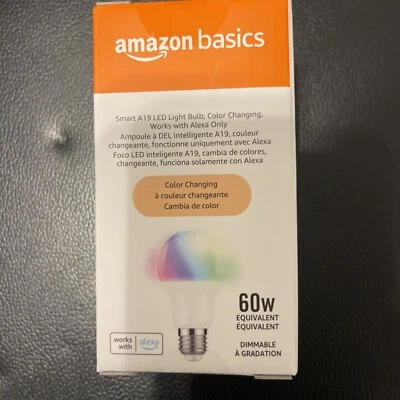 amazon basics
Smart A19 LED Light Bulb, Color Changing,
Works with Alexa Only
Ampoule à DEL intelligente A19, couleur
changeante, fonctionne uniquement avec Alexa
Foco LED inteligente A19, cambia de colores,
changeante, funciona solamente con Alexa
Color Changing
à couleur changeante
Cambia de color
60W
EQUIVALENT
ÉQUIVALENT
DIMMABLE
À GRADATION
works
with
alexa